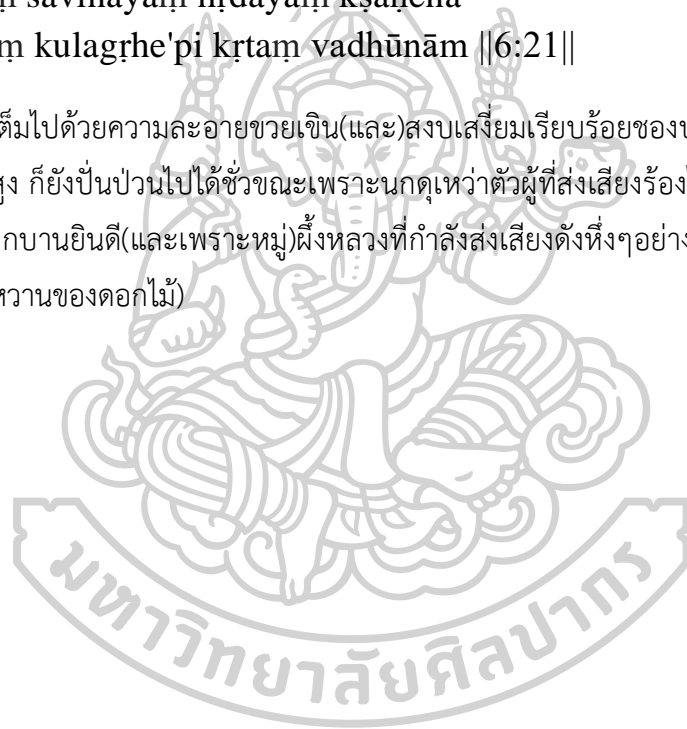 savinayaṃ hṛdayaṃ kṣaṇena
kulagṛhe'pi kṛtaṃ vadhūnām ||6:21||
ต็มไปด้วยความละอายขวยเขิน(และ)สงบเสงี่ยมเรียบร้อยชอง
สูง ก็ยังปั่นป่วนไปได้ชั่วขณะเพราะนกดุเหว่าตัวผู้ที่ส่งเสียงร้อง
กบานยินดี(และเพราะหมู่)ผึ้งหลวงที่กำลังส่งเสียงดังหึ่งๆอย่าง
หวานของดอกไม้)
มหาวิทยาลัยศิลปากร